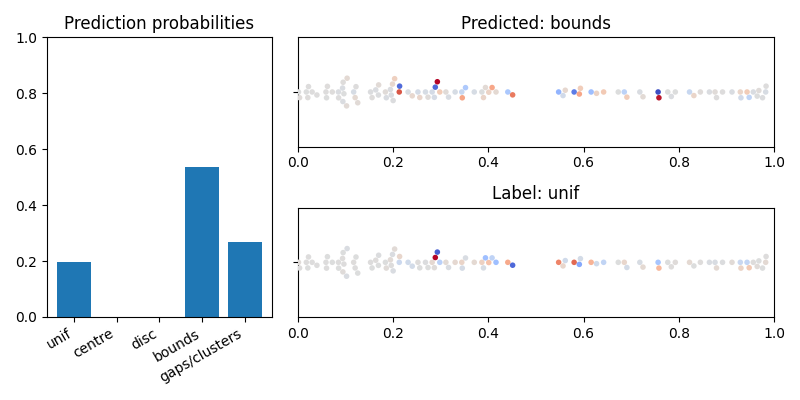 Prediction probabilities
1.0
0.8
0.6
0.4
0.2
0.0
unif
centre
disc
bounds
gaps/clusters
Predicted: bounds
0.0 0.2 0.4 0.6 0.8 1.0
Label: unif
0.0 0.2 0.4 0.6 0.8 1.0